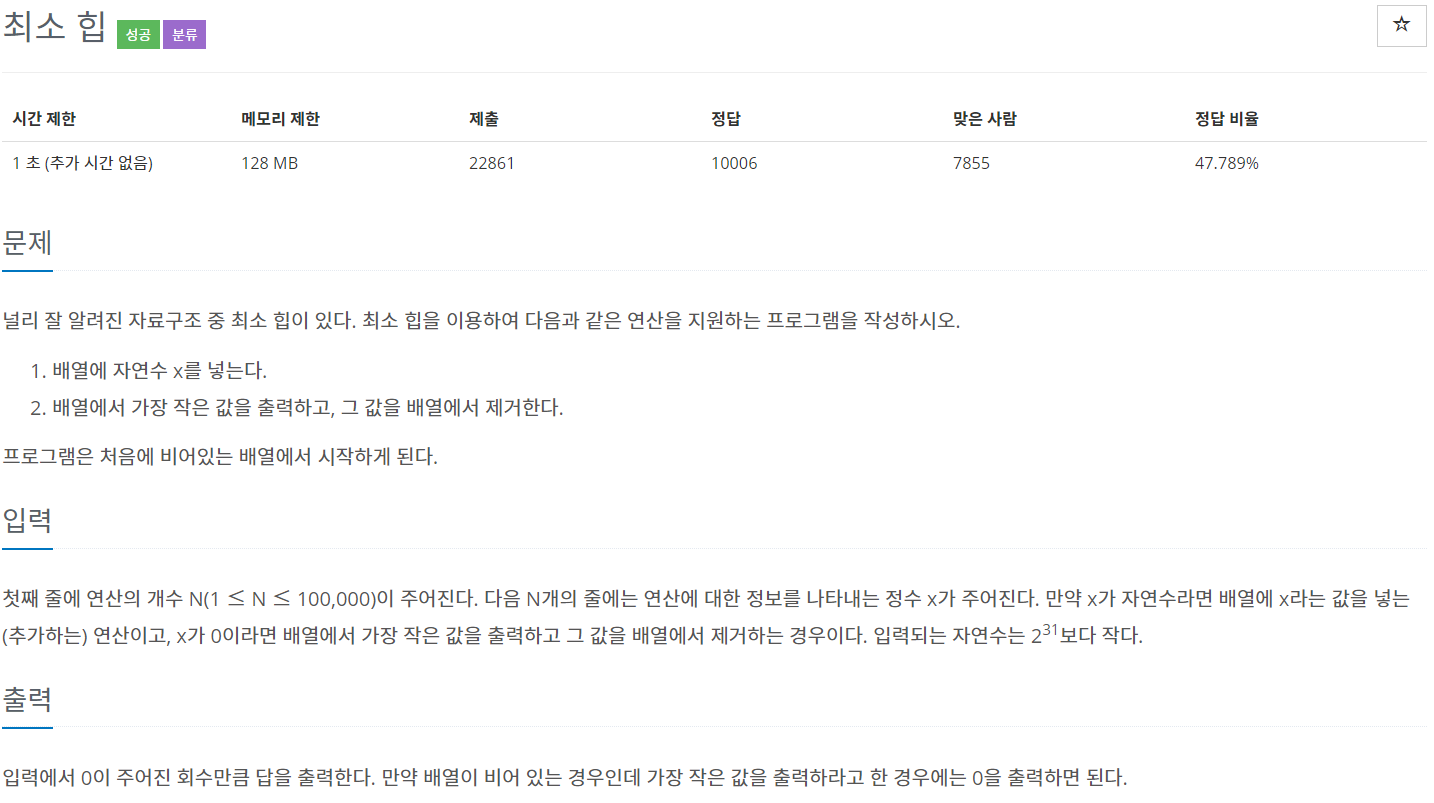 최소 힙 성공 분류
☆
시간 제한 메모리 제한 제출 정답 맞은 사람 정답 비율
1 초 (추가 시간 없음) 128 MB 22861 10006 7855 47.789%
문제
널리 잘 알려진 자료구조 중 최소 힙이 있다. 최소 힙을 이용하여 다음과 같은 연산을 지원하는 프로그램을 작성하시오.
1. 배열에 자연수 x를 넣는다.
2. 배열에서 가장 작은 값을 출력하고, 그 값을 배열에서 제거한다.
프로그램은 처음에 비어있는 배열에서 시작하게 된다.
입력
첫째 줄에 연산의 개수 N(1 ≤ N ≤ 100,000)이 주어진다. 다음 N개의 줄에는 연산에 대한 정보를 나타내는 정수 x가 주어진다. 만약 x가 자연수라면 배열에 x라는 값을 넣는
(추가하는) 연산이고, x가 0이라면 배열에서 가장 작은 값을 출력하고 그 값을 배열에서 제거하는 경우이다. 입력되는 자연수는 2³¹보다 작다.
출력
입력에서 0이 주어진 회수만큼 답을 출력한다. 만약 배열이 비어 있는 경우인데 가장 작은 값을 출력하라고 한 경우에는 0을 출력하면 된다.